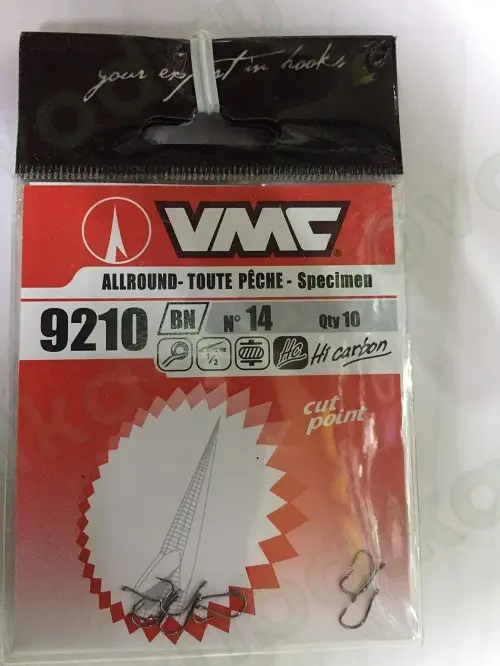 your expert in hooks
VMC®
ALLROUND- TOUTE PÊCHE - Specimen
9210 BN N° 14 Qty 10
1/2 HC Hi carbon
cut
point